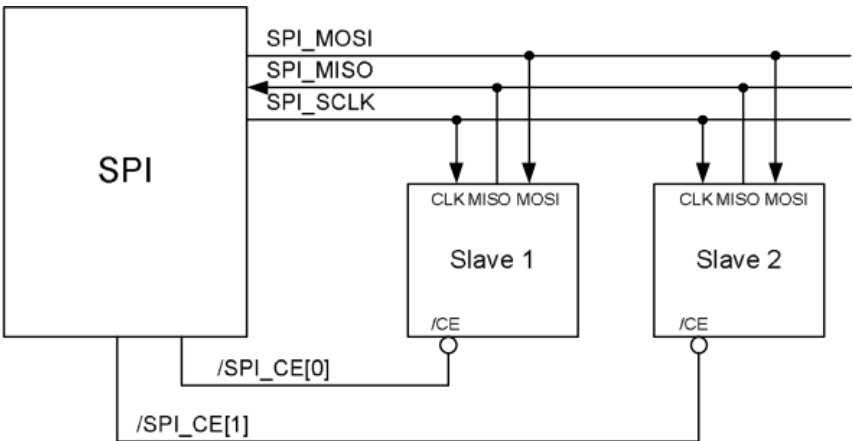 SPI_MOSI
SPI_MISO
SPI_SCLK
SPI
CLK MISO MOSI
CLK MISO MOSI
Slave 1
Slave 2
/CE
/CE
/SPI_CE[0]
/SPI_CE[1]